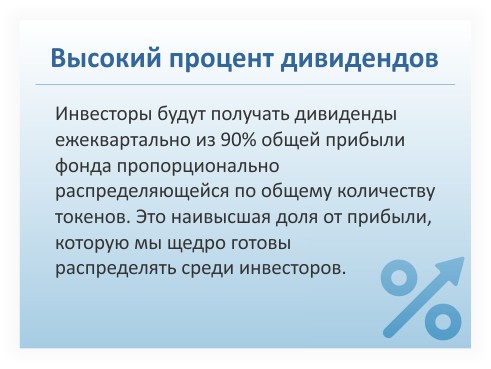 Высокий процент дивидендов
Инвесторы будут получать дивиденды
ежеквартально из 90% общей прибыли
фонда пропорционально
распределяющейся по общему количеству
токенов. Это наивысшая доля от прибыли,
которую мы щедро готовы
распределять среди инвесторов.